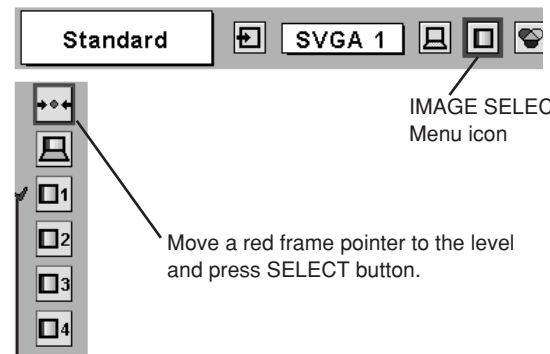 Standard
SVGA 1
IMAGE SELEC
Menu icon
1
Move a red frame pointer to the level
2
and press SELECT button.
3
4